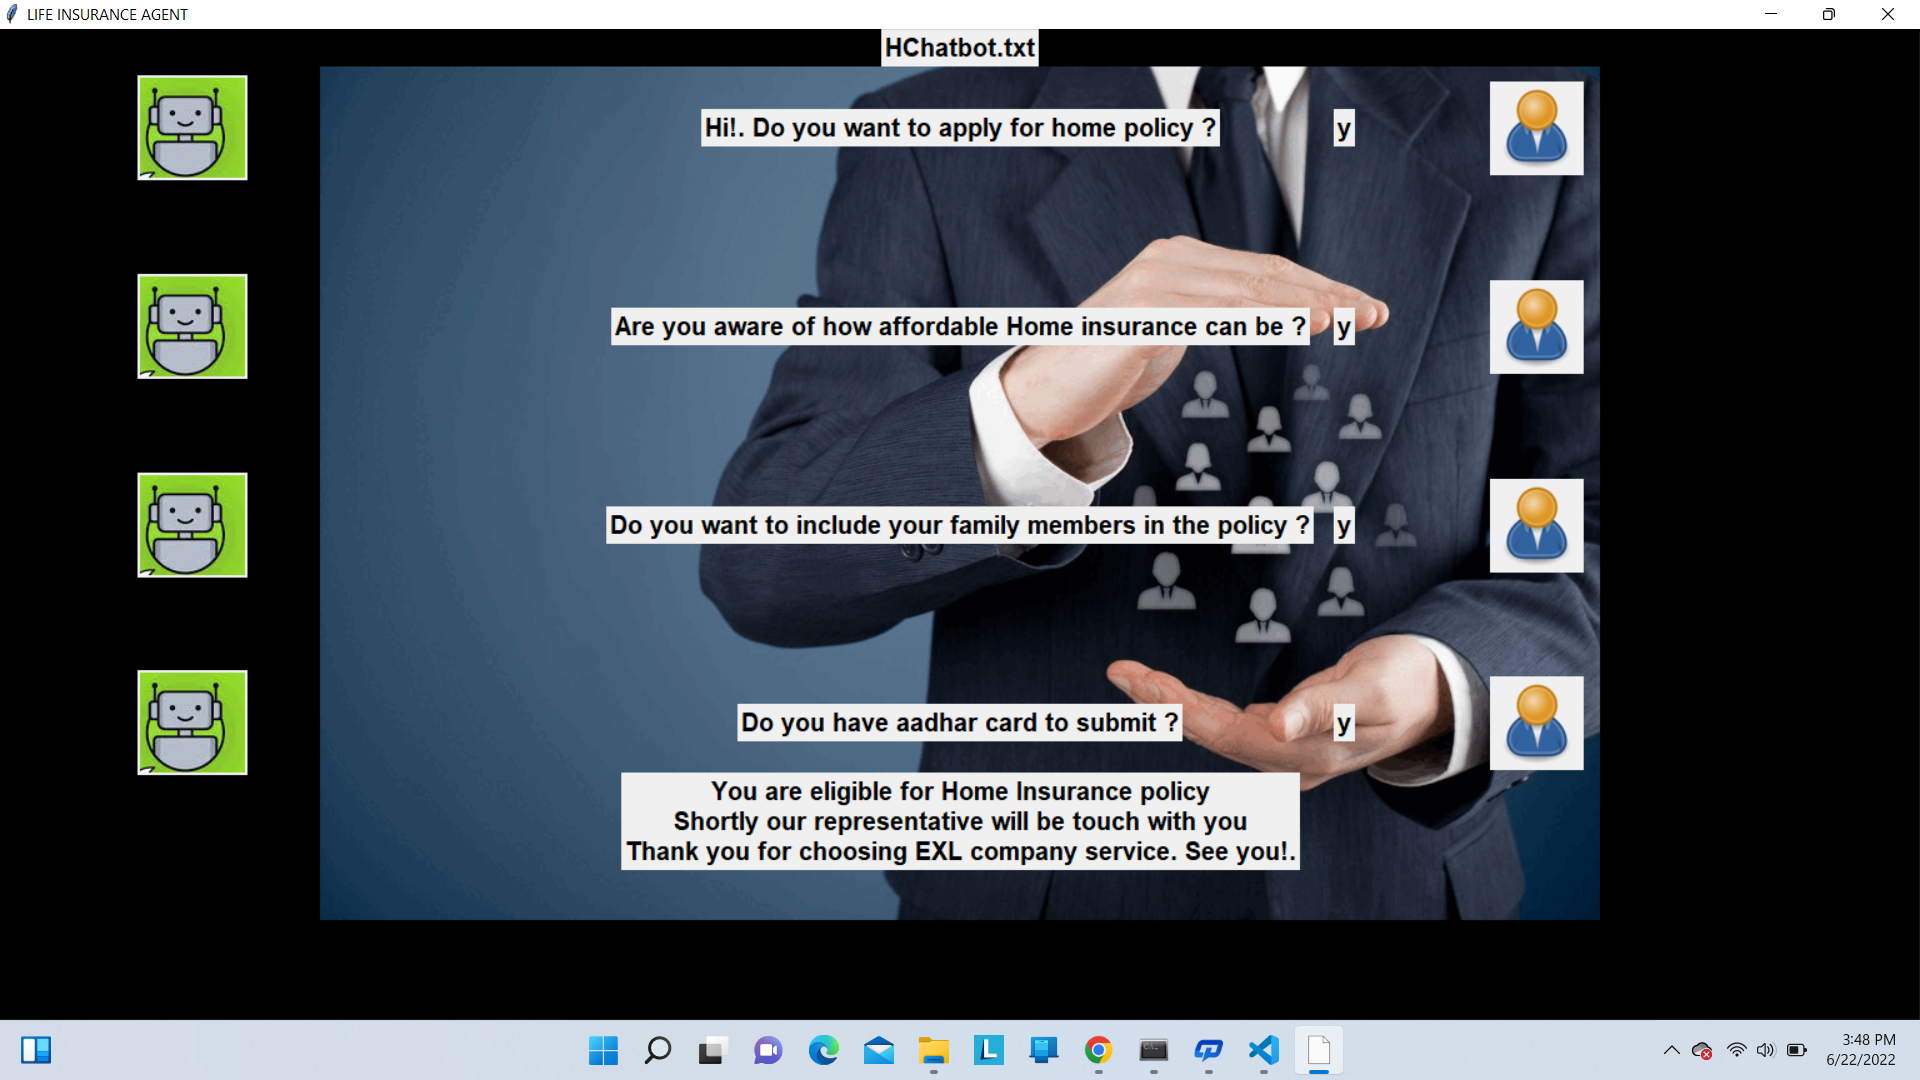 LIFE INSURANCE AGENT
HChatbot.txt
Hi!. Do you want to apply for home policy ?
y
Are you aware of how affordable Home insurance can be ?
y
Do you want to include your family members in the policy ?
y
Do you have aadhar card to submit ?
y
You are eligible for Home Insurance policy
Shortly our representative will be touch with you
Thank you for choosing EXL company service. See you!.
3:48 PM
6/22/2022